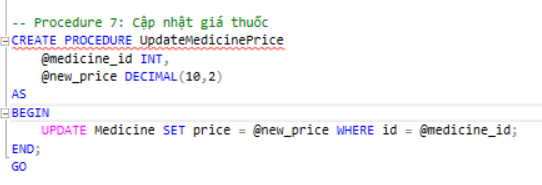 -- Procedure 7: Cập nhật giá thuốc
CREATE PROCEDURE UpdateMedicinePrice
@medicine_id INT,
@new_price DECIMAL(10,2)
AS
BEGIN
UPDATE Medicine SET price = @new_price WHERE id = @medicine_id;
END;
GO